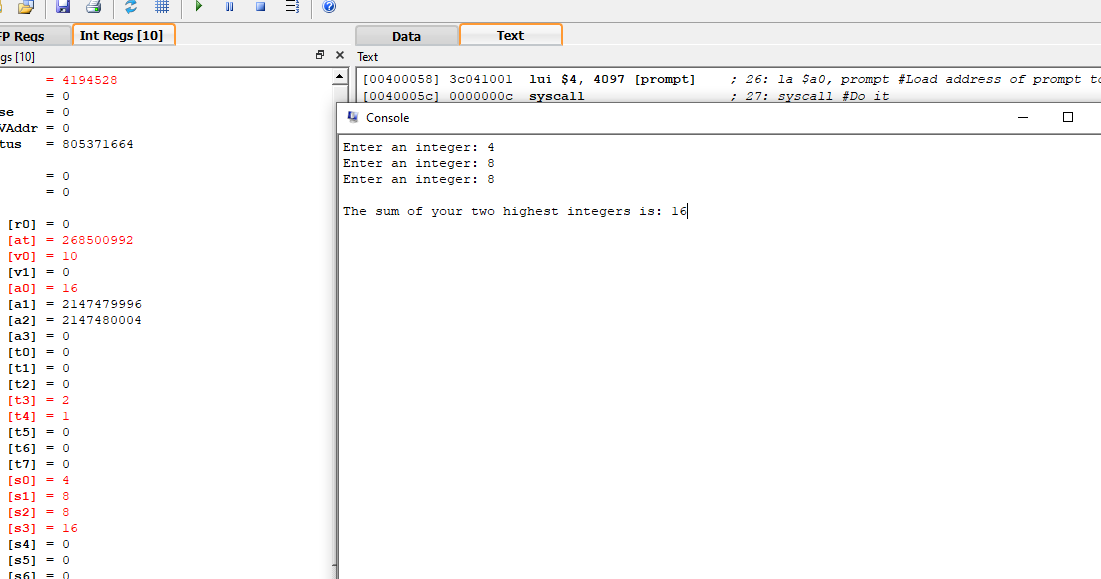 FP Regs
Int Regs [10]
Data
Text
gs [10]
Text
= 4194528
= 0
se = 0
VAddr = 0
tus = 805371664
= 0
= 0
[r0] = 0
[at] = 268500992
[v0] = 10
[v1] = 0
[a0] = 16
[a1] = 2147479996
[a2] = 2147480004
[a3] = 0
[t0] = 0
[t1] = 0
[t2] = 0
[t3] = 2
[t4] = 1
[t5] = 0
[t6] = 0
[t7] = 0
[s0] = 4
[s1] = 8
[s2] = 8
[s3] = 16
[s4] = 0
[s5] = 0
[s6] = 0
[00400058] 3c041001 lui $4, 4097 [prompt] ; 26: la $a0, prompt #Load address of prompt to
[0040005c] 0000000c syscall ; 27: syscall #Do it
Console
Enter an integer: 4
Enter an integer: 8
Enter an integer: 8
The sum of your two highest integers is: 16